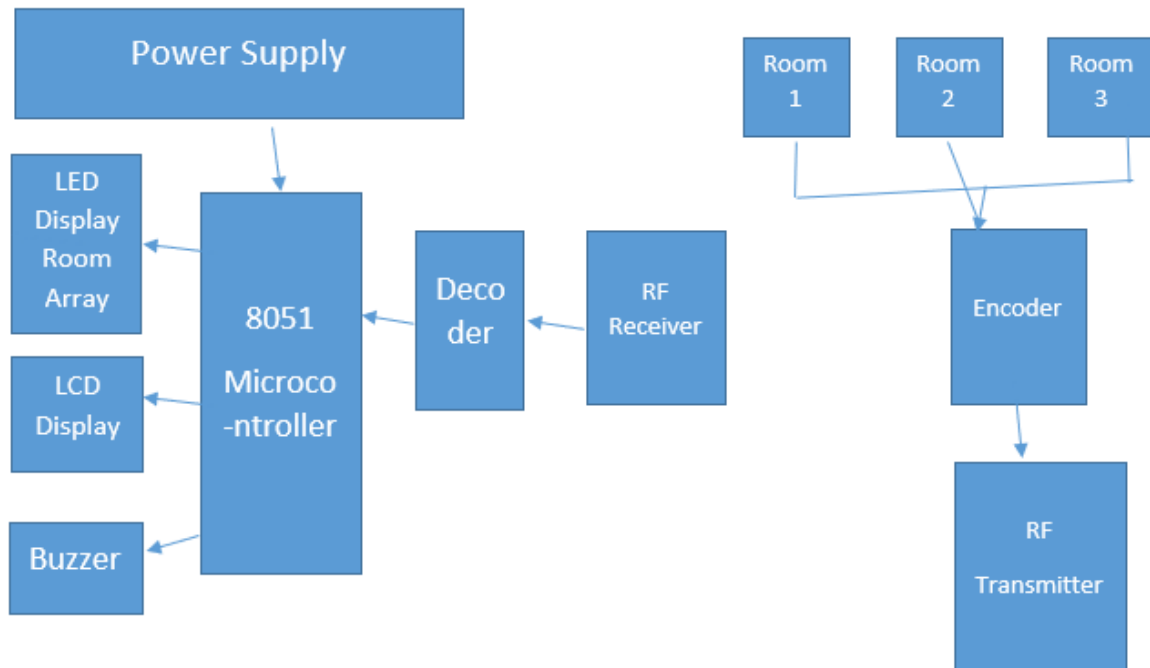 Power Supply
Room
1
Room
2
Room
3
LED
Display
Room
Array
8051
Microco
-ntroller
Deco
der
RF
Receiver
Encoder
LCD
Display
Buzzer
RF
Transmitter